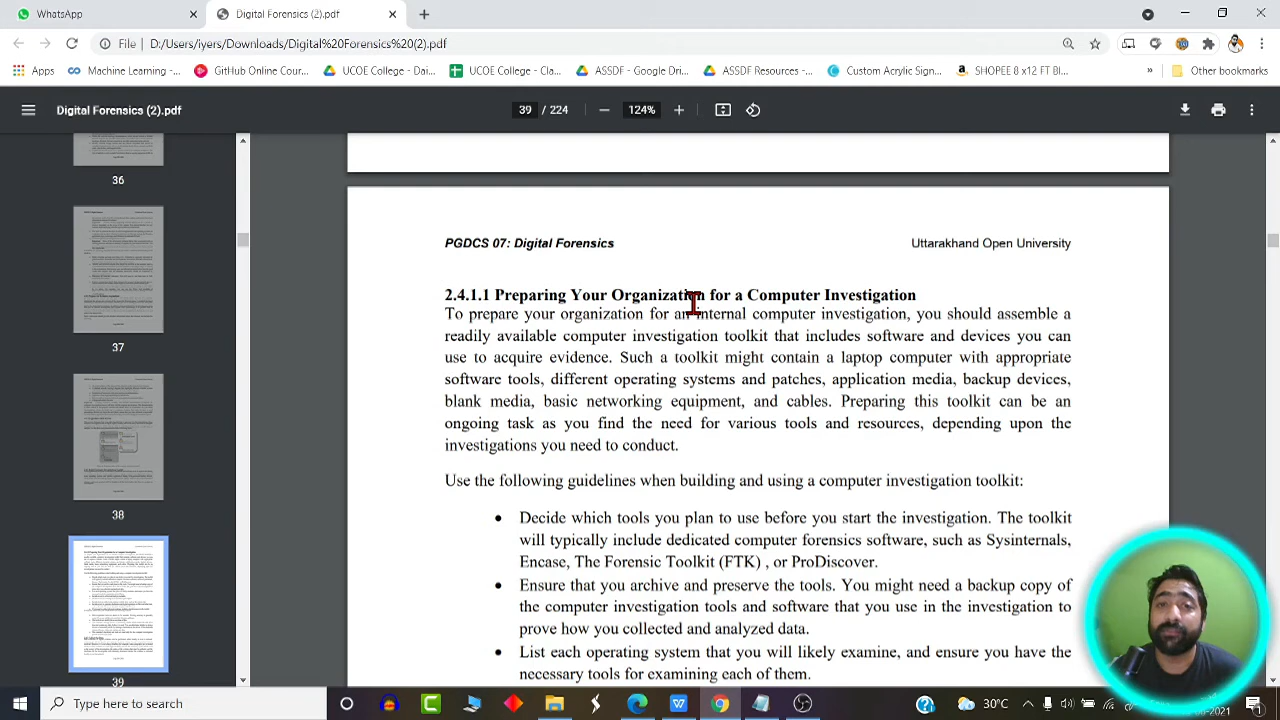 WhatsApp
Digital Forensics
File | D:/Users/iyers/Downloads/Digital%20Forensics%20(2).pdf
Apps
Machine Learning -...
GitHub Online Cour...
UCOE College - Dai...
UCOE College - Cla...
ASSDF - Google Dri...
ASSDF Resources -...
Custom Acrylic Sign...
SHOPEE 8 x12 FT Bl...
»
Other bookmarks
Digital Forensics (2).pdf
39 / 224
124%
36
37
38
39
PGDCS 07: Digital Forensics
Uttarakhand Open University
2.4.1.1 Preparing your Organization for a Computer Investigation
To prepare your organization for an internal computer investigation, you should assemble a
readily available computer investigation toolkit that includes software and devices you can
use to acquire evidence. Such a toolkit might contain a laptop computer with appropriate
software tools, different operating systems and patches, application media, backup devices,
blank media, basic networking equipment, and cables. Preparing this toolkit can be an
ongoing task as you find the need for various tools and resources, depending upon the
investigations you need to conduct.
Use the following guidelines when building and using a computer investigation toolkit:
• Decide which tools you plan to use before you start the investigation. The toolkit
will typically include dedicated computer forensics software, such as Sysinternals,
The Forensic Toolkit (FTK), or ProDiscover.
that you archive and preserve the tools. You might need a backup copy of
computer investigation tools and software that you use in the investigation to
you collected and analyzed data.
• List each operating system that you will likely examine, and ensure you have the
necessary tools for examining each of them.
Type here to search
30°C